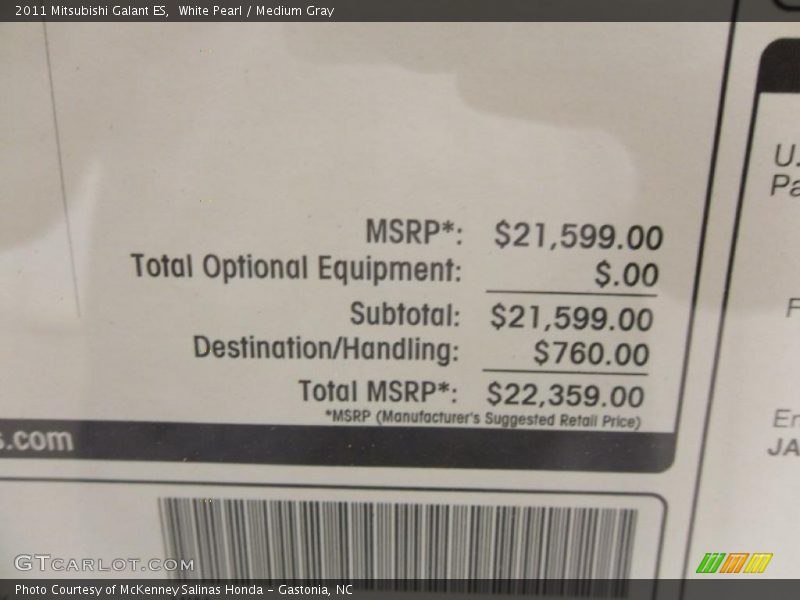 2011 Mitsubishi Galant ES,  White Pearl / Medium Gray
MSRP*: $21,599.00
Total Optional Equipment: $.00
Subtotal: $21,599.00
Destination/Handling: $760.00
Total MSRP*: $22,359.00
*MSRP (Manufacturer's Suggested Retail Price)
s.com
U.
Pa
F
En
JA
GTCARLOT.COM
Photo Courtesy of McKenney Salinas Honda - Gastonia, NC